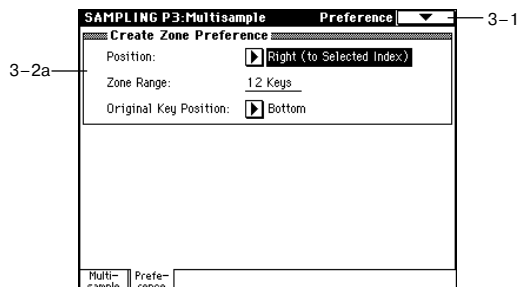 SAMPLING P3:Multisample Preference
3-1
Create Zone Preference
Position: Right (to Selected Index)
3-2a
Zone Range: 12 Keys
Original Key Position: Bottom
Multi- Prefe-
sample rence